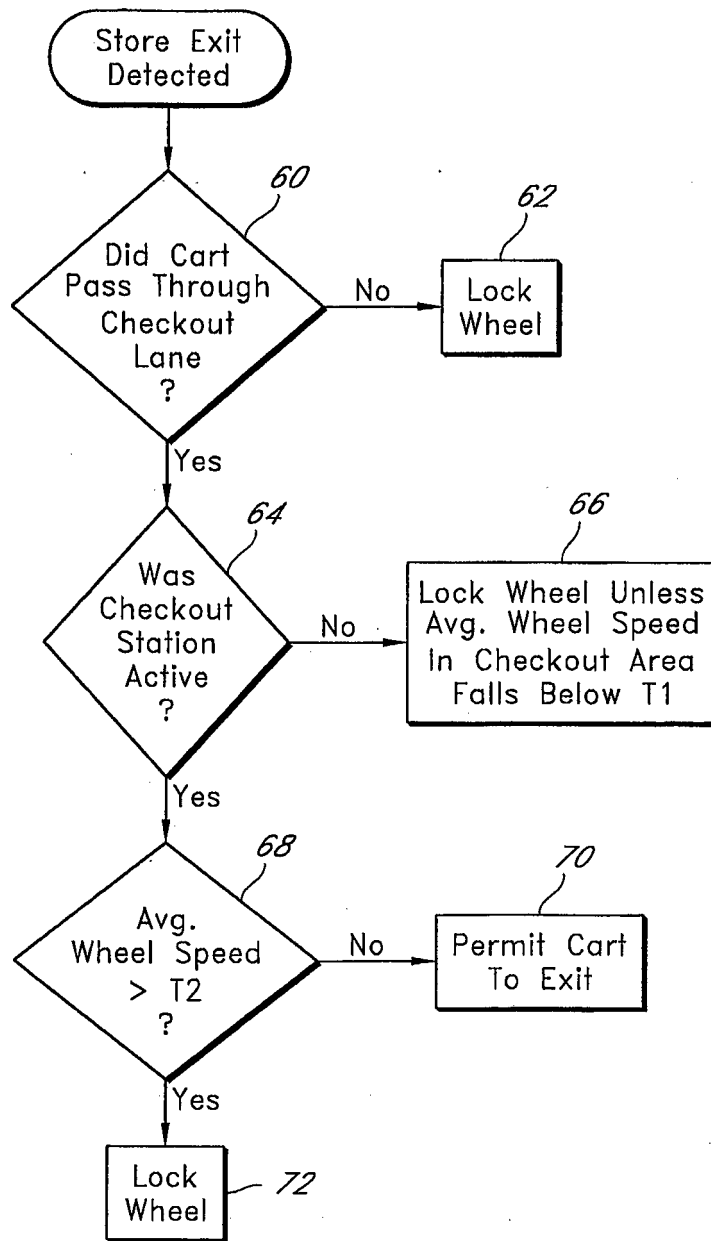 Store Exit
Detected
60
Did Cart
Pass Through
Checkout
Lane
?
No
62
Lock
Wheel
Yes
64
Was
Checkout
Station
Active
?
No
66
Lock Wheel Unless
Avg. Wheel Speed
In Checkout Area
Falls Below T1
Yes
68
Avg.
Wheel Speed
> T2
?
No
70
Permit Cart
To Exit
Yes
Lock
Wheel
72